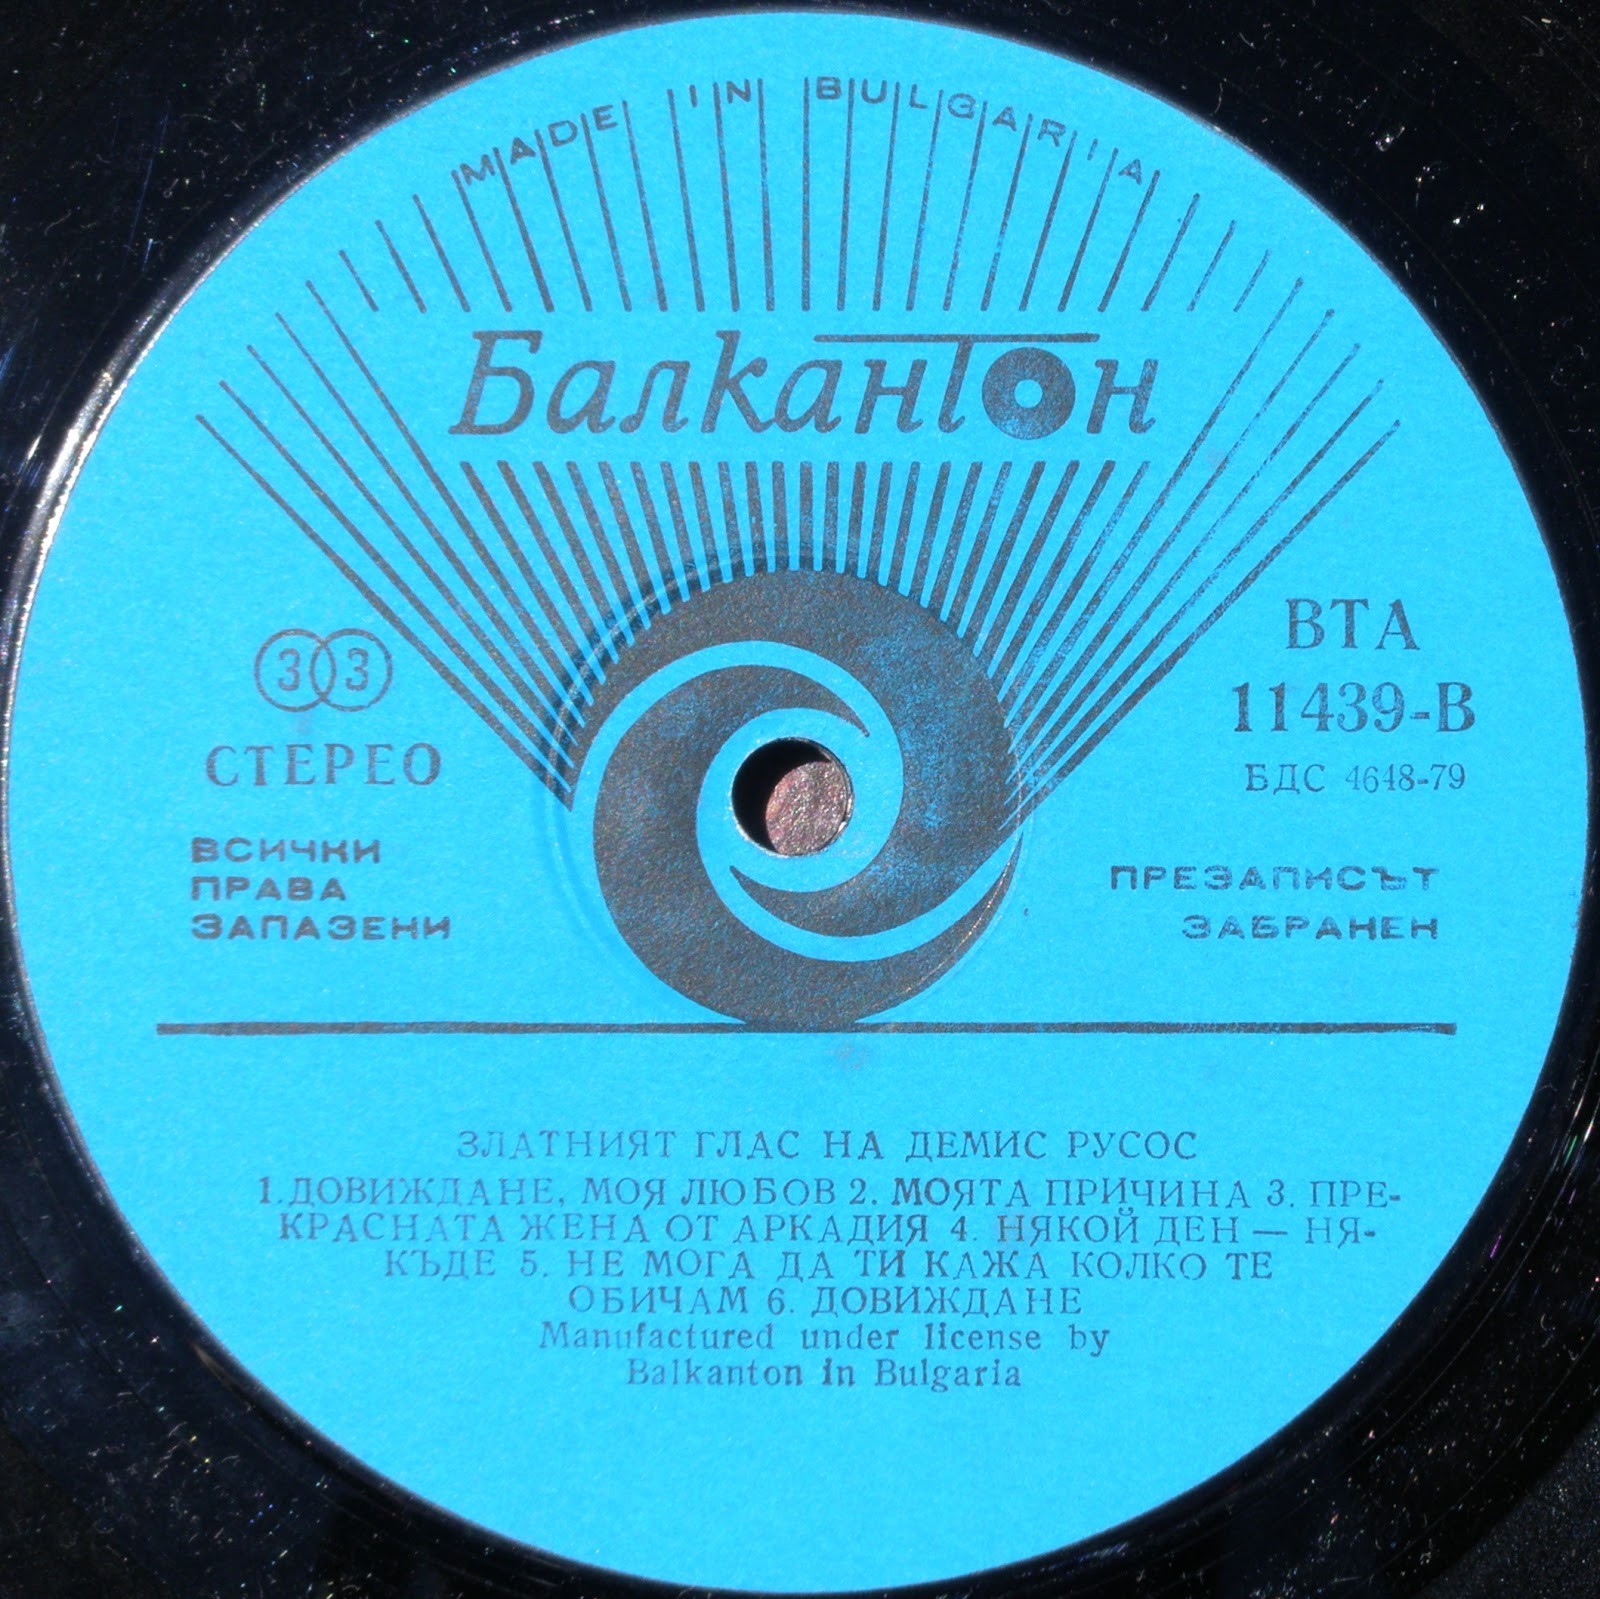 MADE IN BULGARIA
Балкантон
33
СТЕРЕО
ВСИЧКИ
ПРАВА
ЗАПАЗЕНИ
ВТА
11439-В
БДС 4648-79
ПРЕЗАПИСЪТ
ЗАБРАНЕН
ЗЛАТНИЯТ ГЛАС НА ДЕМИС РУСОС
1. ДОВИЖДАНЕ, МОЯ ЛЮБОВ 2. МОЯТА ПРИЧИНА 3. ПРЕ-
КРАСНАТА ЖЕНА ОТ АРКАДИЯ 4. НЯКОЙ ДЕН — НЯ-
КЪДЕ 5. НЕ МОГА ДА ТИ КАЖА КОЛКО ТЕ
ОБИЧАМ 6. ДОВИЖДАНЕ
Manufactured under license by
Balkanton in Bulgaria